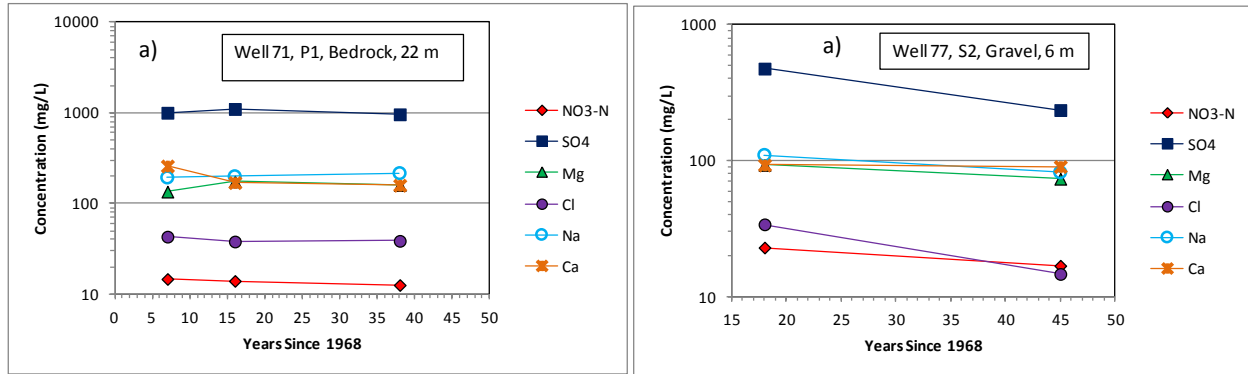 a)
Well 71, P1, Bedrock, 22 m
Concentration (mg/L)
10000
1000
100
10
0 5 10 15 20 25 30 35 40 45 50
Years Since 1968
NO3-N
SO4
Mg
Cl
Na
Ca
a)
Well 77, S2, Gravel, 6 m
Concentration (mg/L)
1000
100
10
15 20 25 30 35 40 45 50
Years Since 1968
NO3-N
SO4
Mg
Cl
Na
Ca